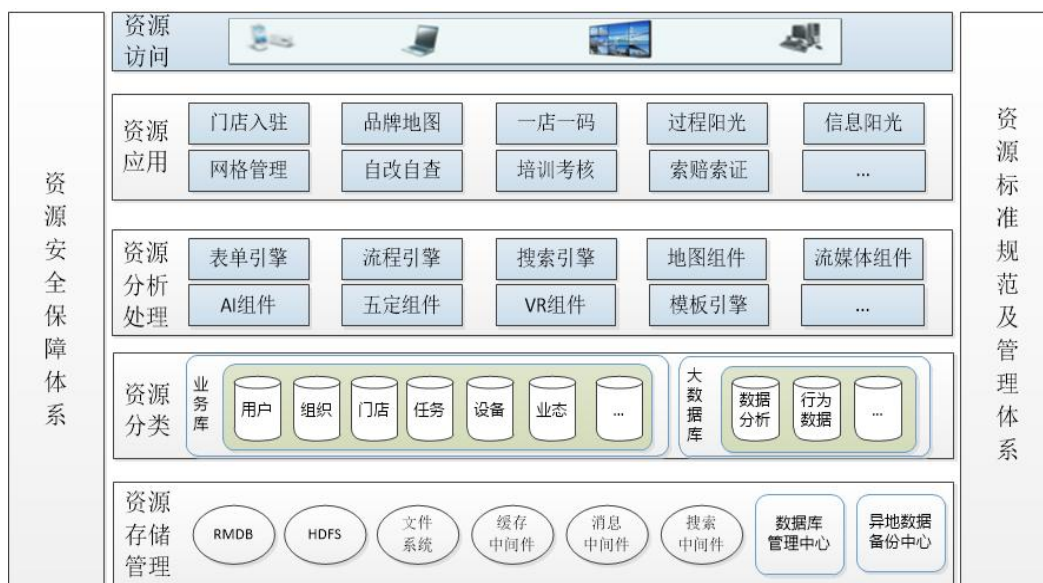 资源安全保障体系
资源
访问
资源
应用
门店入驻
品牌地图
一店一码
过程阳光
信息阳光
网格管理
自改自查
培训考核
索赔索证
...
资源
分析
处理
表单引擎
流程引擎
搜索引擎
地图组件
流媒体组件
AI组件
五定组件
VR组件
模板引擎
...
资源
分类
业务库
用户
组织
门店
任务
设备
业态
...
大数据库
数据
分析
行为
数据
...
资源
存储
管理
RMDB
HDFS
文件
系统
缓存
中间件
消息
中间件
搜索
中间件
数据库
管理中心
异地数据
备份中心
资源标准规范及管理体系